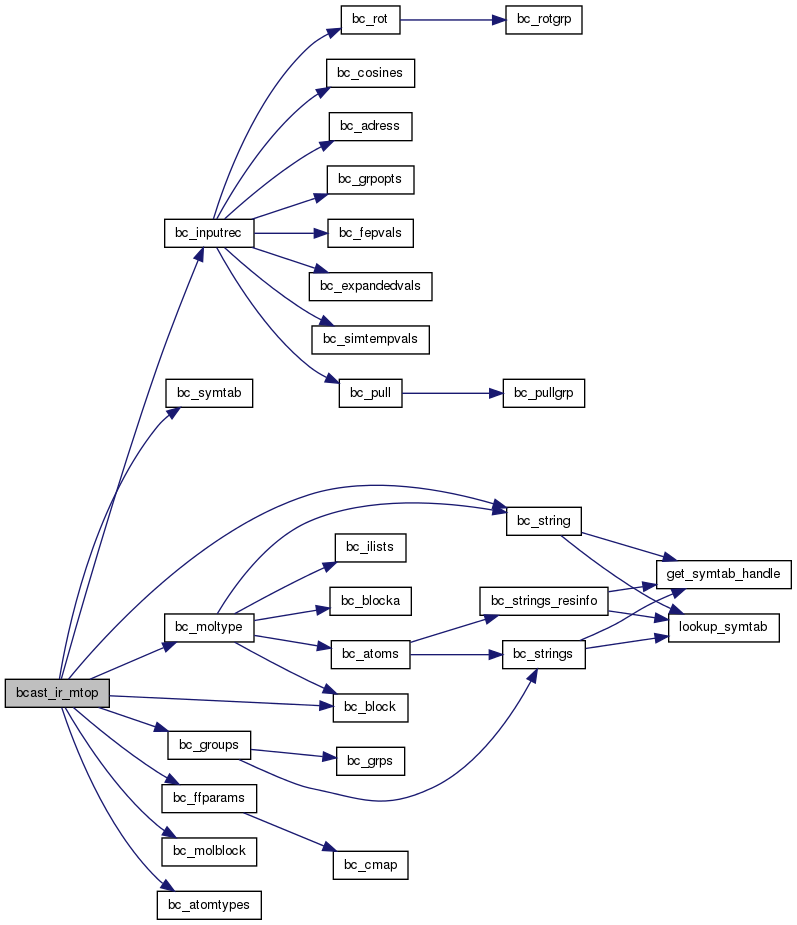 bc_rot
bc_rotgrp
bc_cosines
bc_adress
bc_grpopts
bc_inputrec
bc_fepvals
bc_expandedvals
bc_simtempvals
bc_symtab
bc_pull
bc_pullgrp
bc_string
bc_ilists
get_symtab_handle
bc_blocka
bc_strings_resinfo
bc_moltype
lookup_symtab
bc_atoms
bc_strings
bcast_ir_mtop
bc_block
bc_groups
bc_grps
bc_ffparams
bc_molblock
bc_cmap
bc_atomtypes